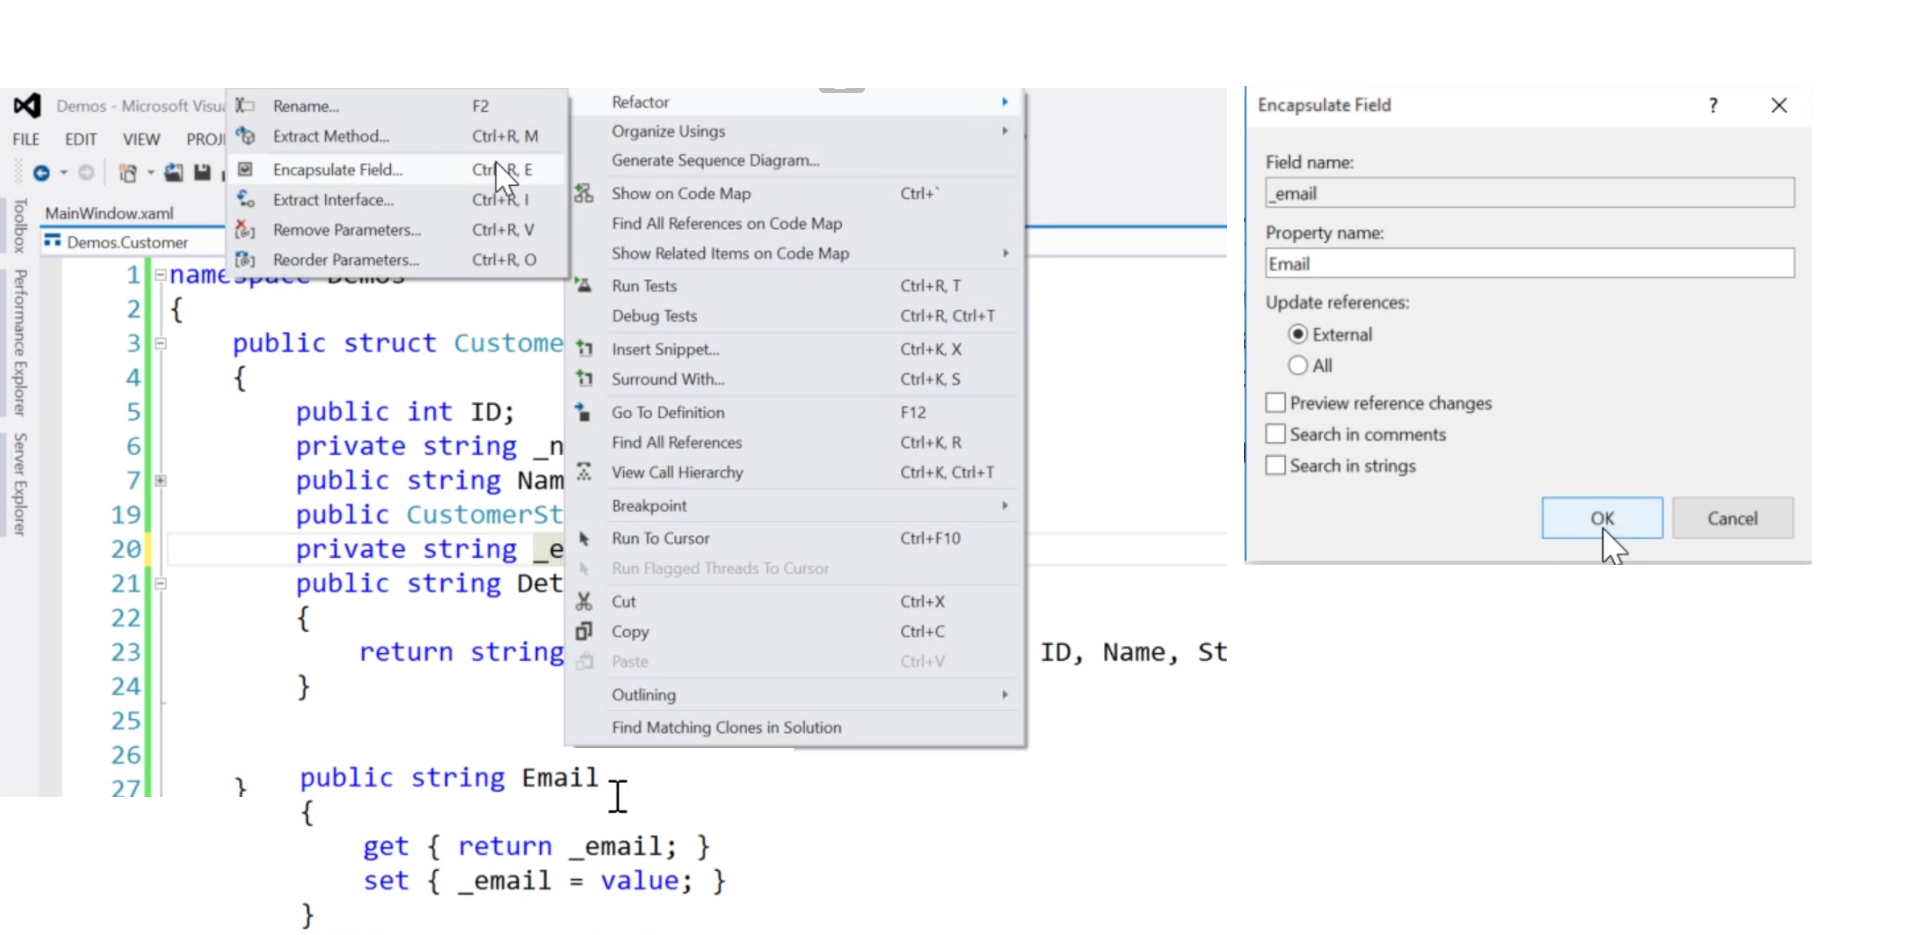 Demos - Microsoft Visu
FILE EDIT VIEW PROJ
Toolbox
Performance Explorer
Server Explorer
MainWindow.xaml
Demos.Customer
Rename... F2
Extract Method... Ctrl+R, M
Encapsulate Field... Ctrl+R, E
Extract Interface... Ctrl+R, I
Remove Parameters... Ctrl+R, V
Reorder Parameters... Ctrl+R, O
Refactor
Organize Usings
Generate Sequence Diagram...
Show on Code Map Ctrl+`
Find All References on Code Map
Show Related Items on Code Map
Run Tests Ctrl+R, T
Debug Tests Ctrl+R, Ctrl+T
Insert Snippet... Ctrl+K, X
Surround With... Ctrl+K, S
Go To Definition F12
Find All References Ctrl+K, R
View Call Hierarchy Ctrl+K, Ctrl+T
Breakpoint
Run To Cursor Ctrl+F10
Run Flagged Threads To Cursor
Cut Ctrl+X
Copy Ctrl+C
Paste Ctrl+V
Outlining
Find Matching Clones in Solution
1 namespace Demos
2 {
3 public struct Custome
4 {
5 public int ID;
6 private string _n
7 public string Nam
19 public CustomerSt
20 private string _e
21 public string Det
22 {
23 return string ID, Name, St
24 }
25
26
27 }
public string Email
{
get { return _email; }
set { _email = value; }
}
Encapsulate Field ?
Field name:
_email
Property name:
Email
Update references:
External
All
Preview reference changes
Search in comments
Search in strings
OK Cancel